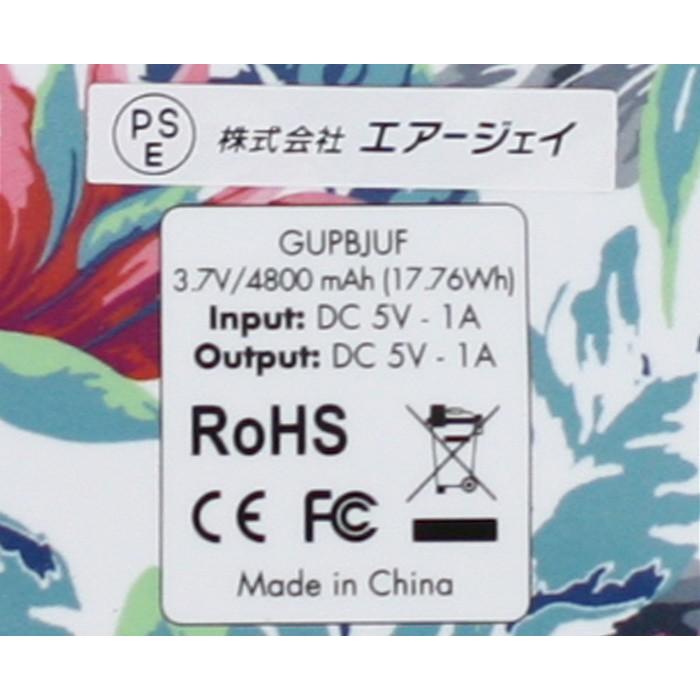 PSE 株式会社 エアージェイ
GUPBJUF
3.7V/4800 mAh (17.76Wh)
Input: DC 5V - 1A
Output: DC 5V - 1A
RoHS
CE FC
Made in China